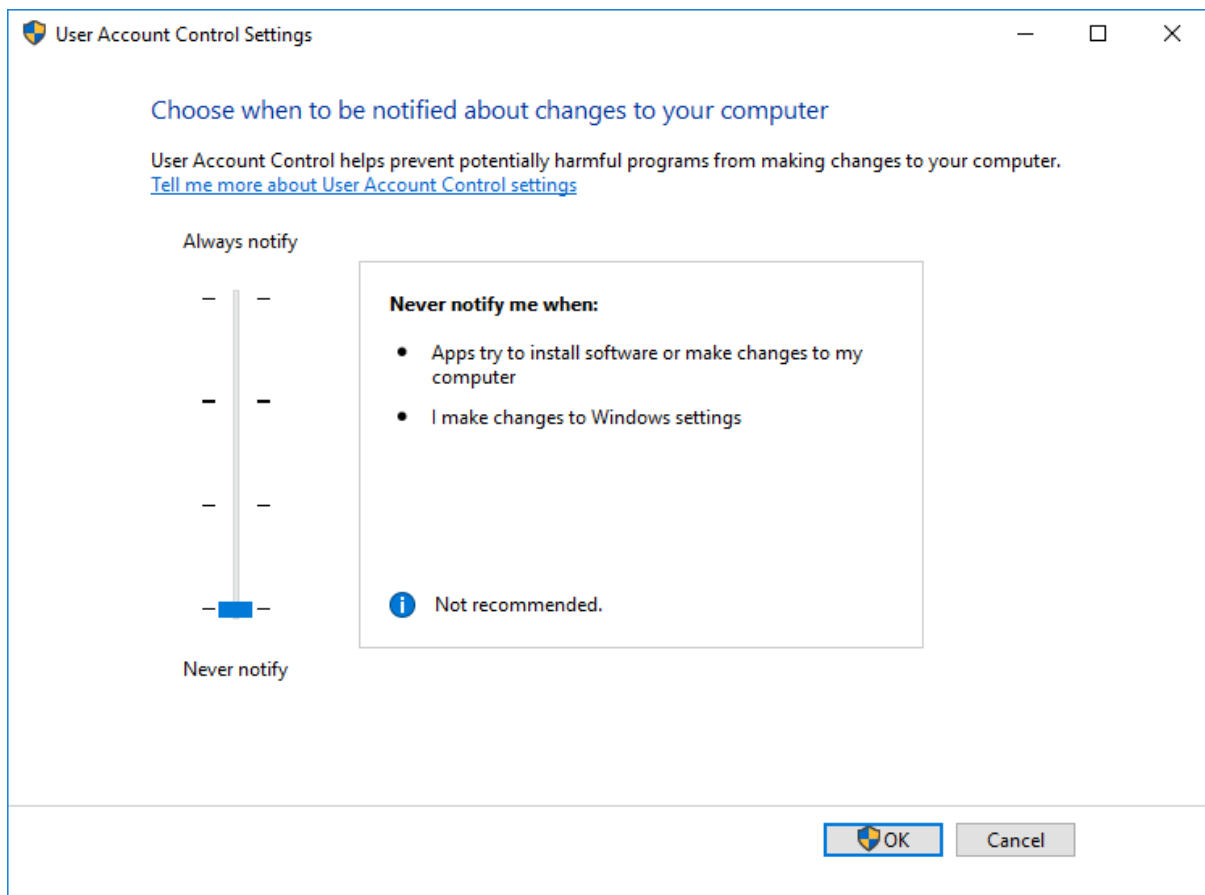 User Account Control Settings
Choose when to be notified about changes to your computer
User Account Control helps prevent potentially harmful programs from making changes to your computer.
Tell me more about User Account Control settings
Always notify
Never notify me when:
Apps try to install software or make changes to my
computer
I make changes to Windows settings
Not recommended.
Never notify
OK
Cancel